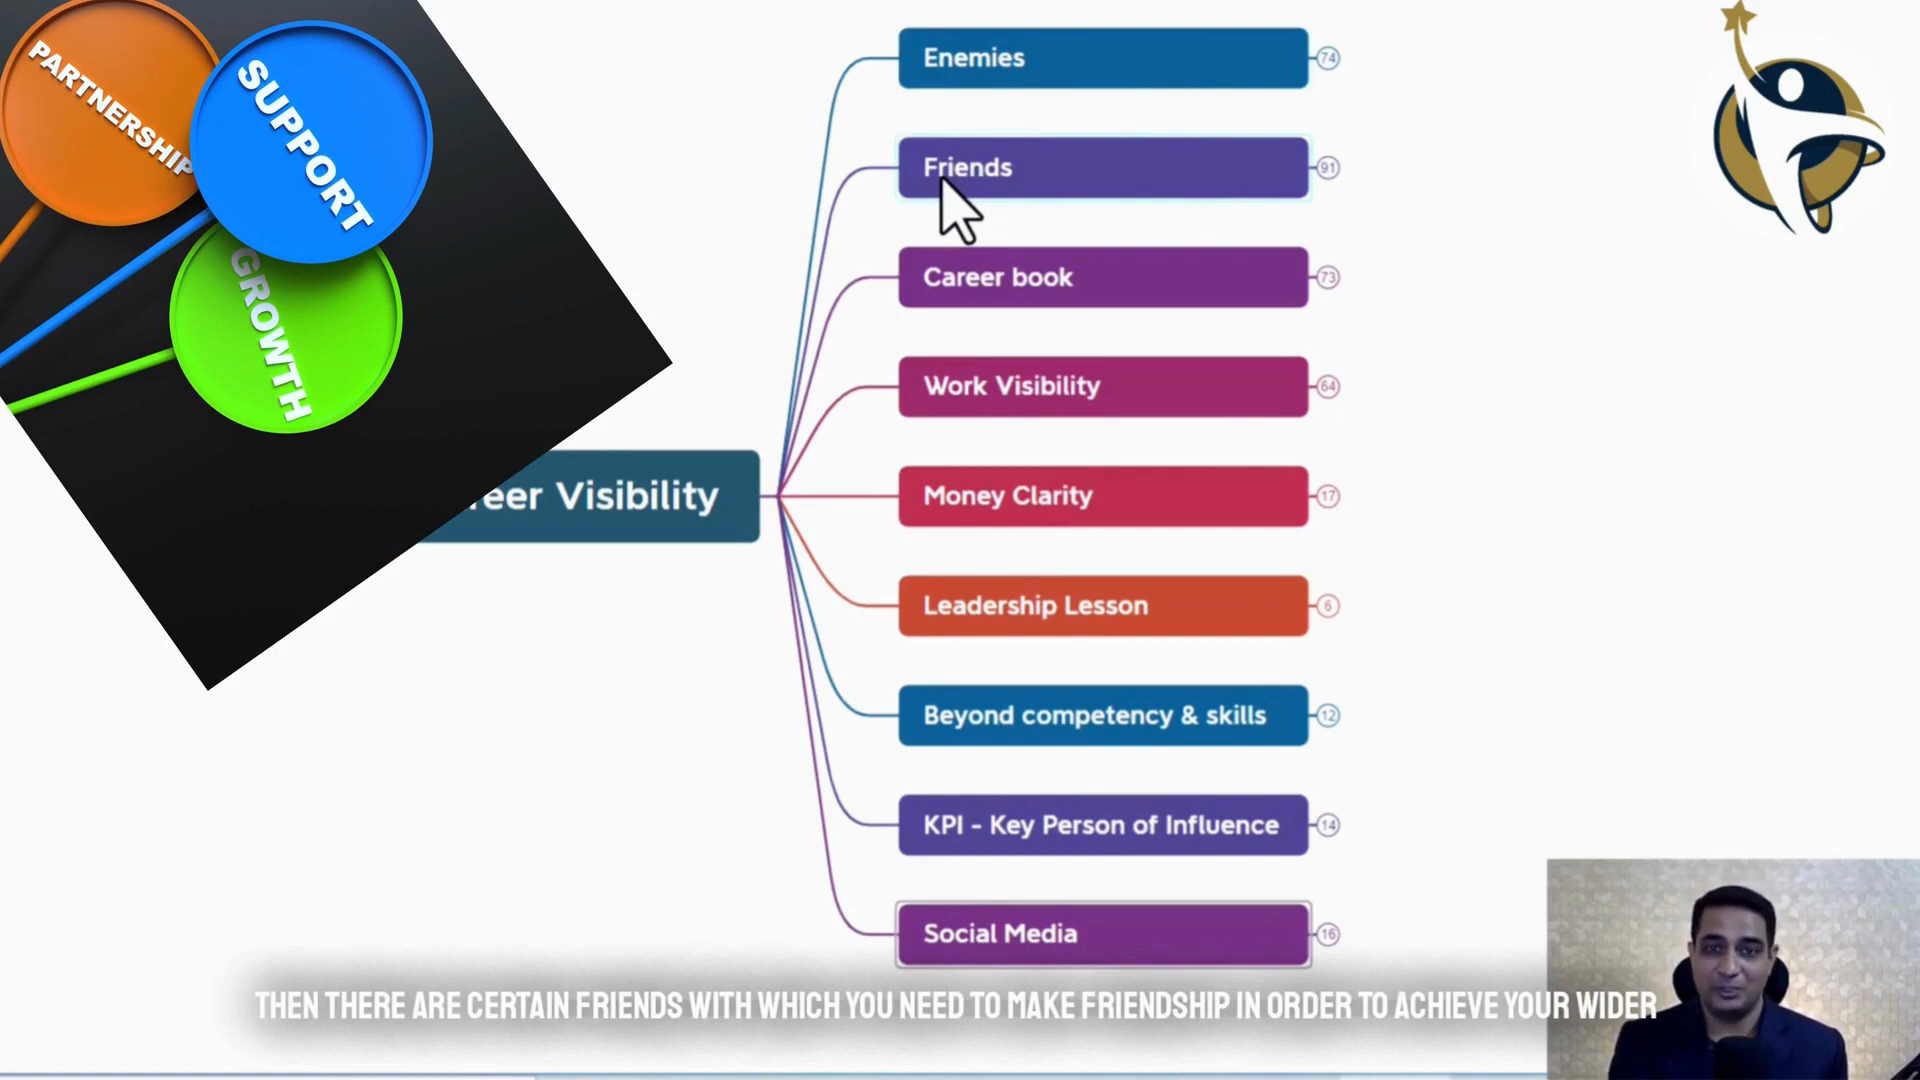 PARTNERSHIP
SUPPORT
GROWTH
eer Visibility
Enemies
74
Friends
91
Career book
73
Work Visibility
64
Money Clarity
17
Leadership Lesson
6
Beyond competency & skills
12
KPI - Key Person of Influence
14
Social Media
16
THEN THERE ARE CERTAIN FRIENDS WITH WHICH YOU NEED TO MAKE FRIENDSHIP IN ORDER TO ACHIEVE YOUR WIDER